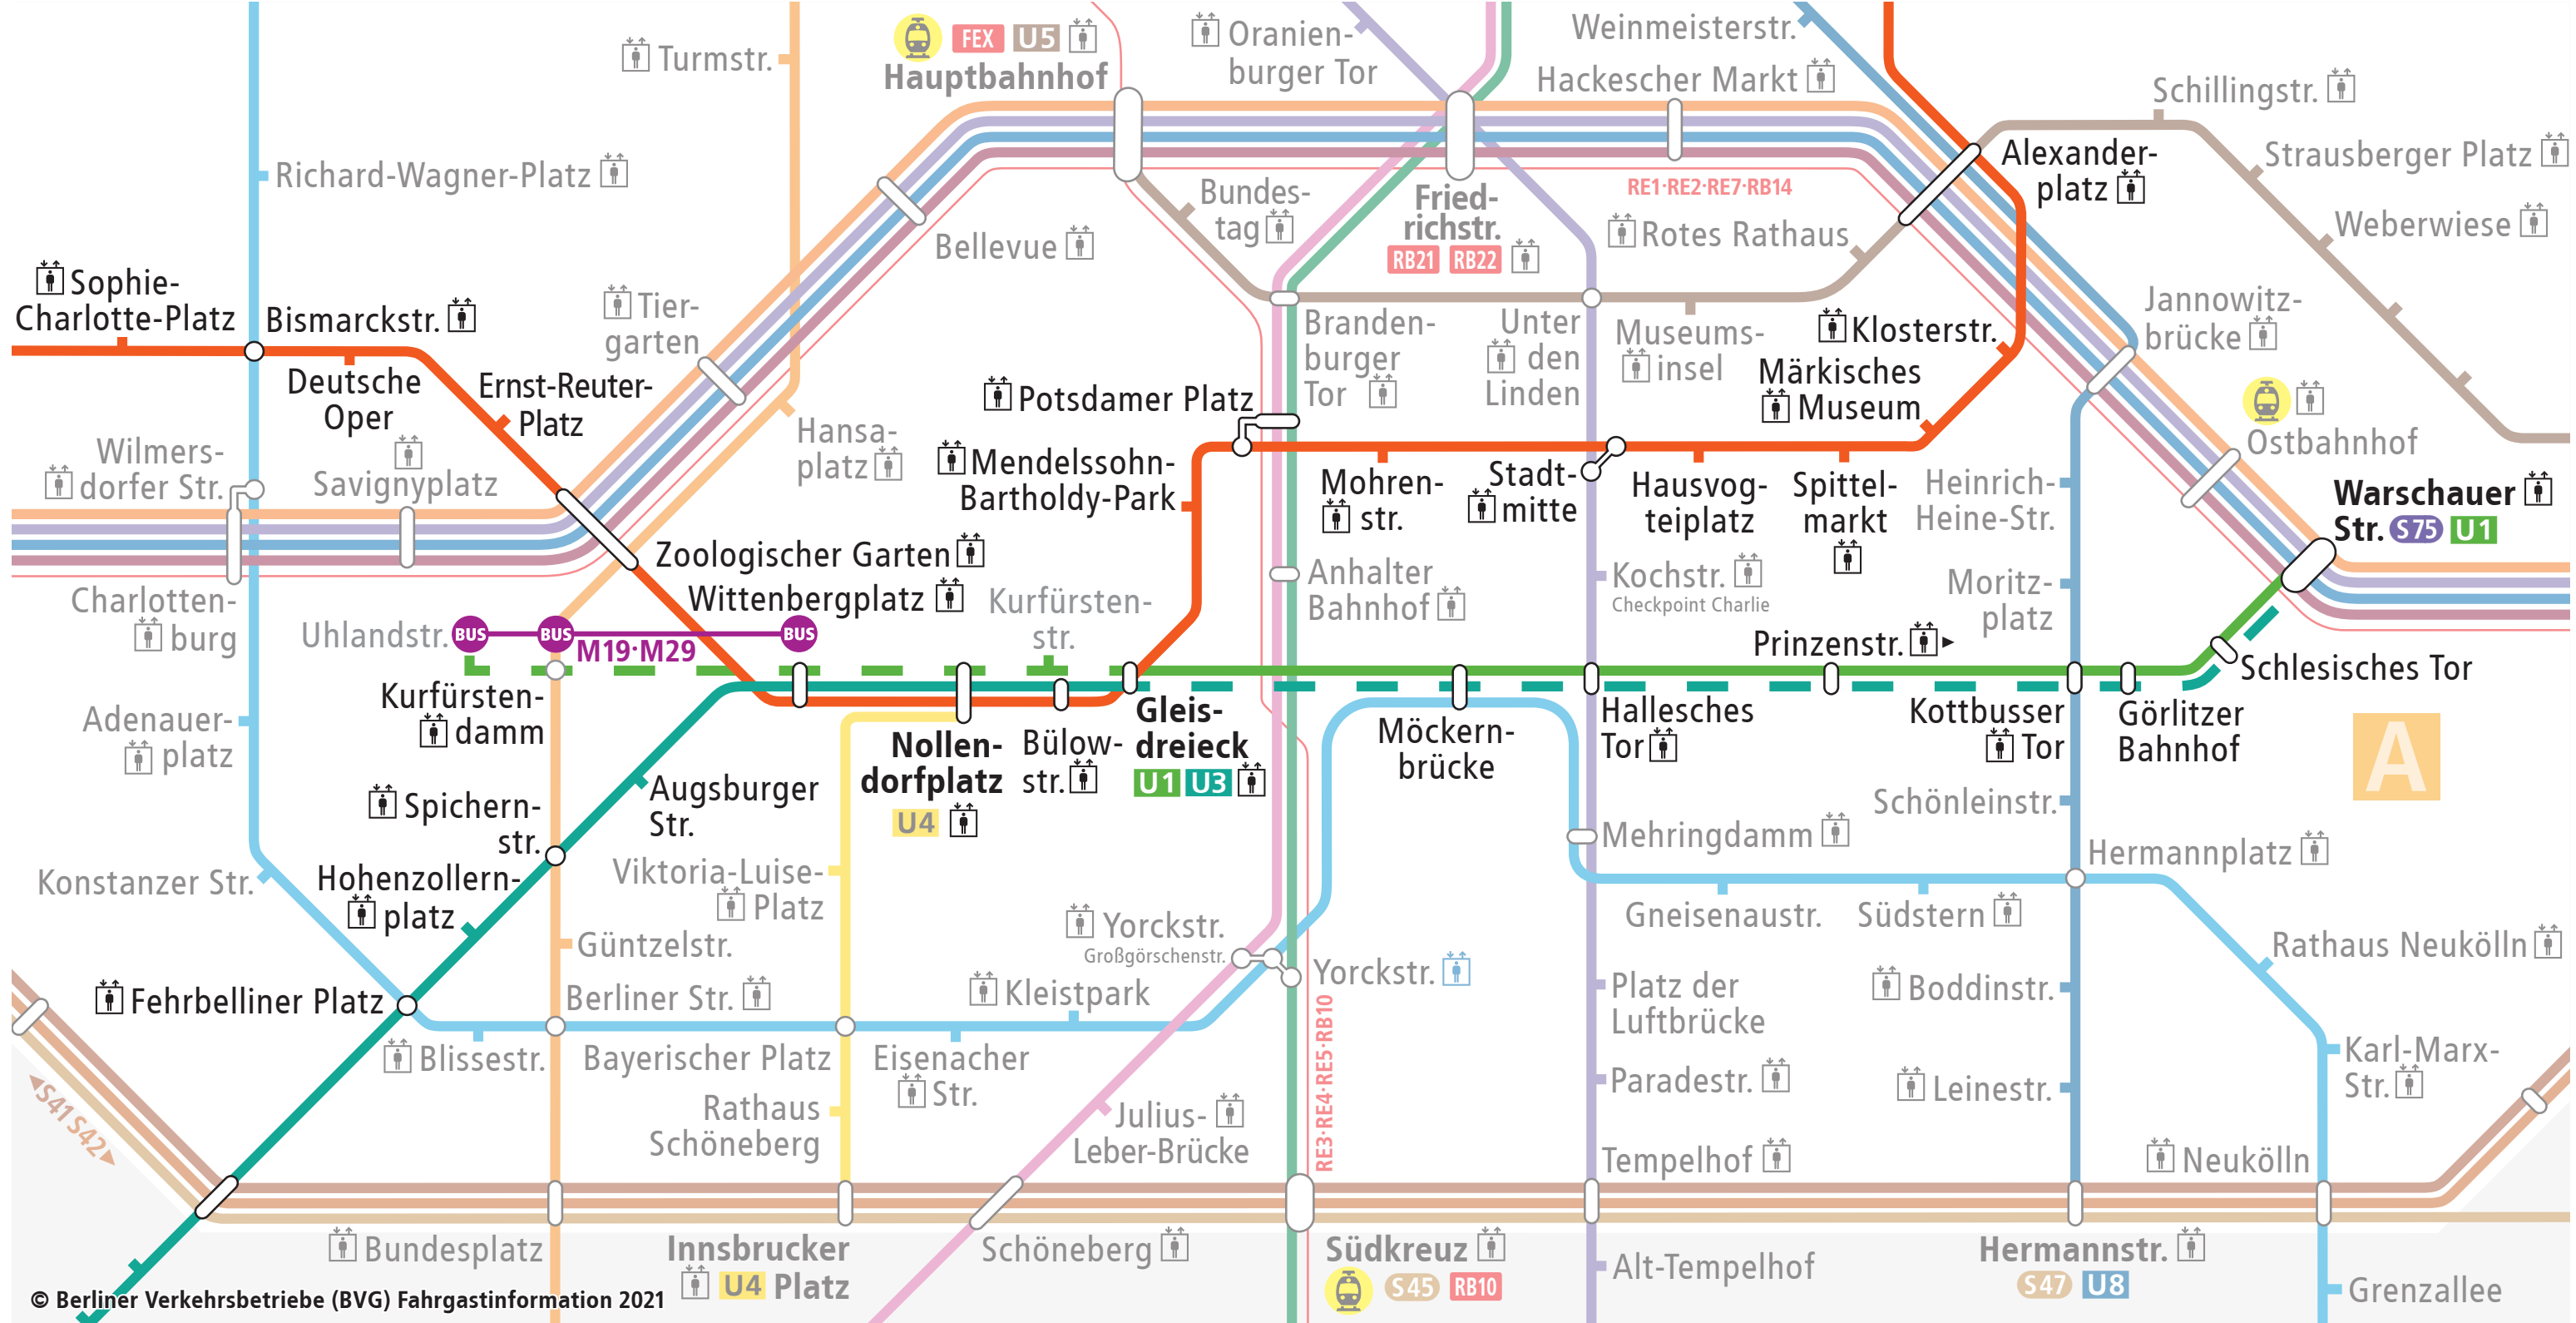 Turmstr.
FEX U5
Hauptbahnhof
Oranien-
burger Tor
Weinmeisterstr.
Hackescher Markt
Schillingstr.
Strausberger Platz
Weberwiese
Alexander-
platz
Richard-Wagner-Platz
Bellevue
Bundes-
tag
Fried-
richstr.
RB21 RB22
RE1·RE2·RE7·RB14
Rotes Rathaus
Sophie-
Charlotte-Platz
Bismarckstr.
Deutsche
Oper
Ernst-Reuter-
Platz
Tier-
garten
Hansa-
platz
Potsdamer Platz
Branden-
burger
Tor
Unter
den
Linden
Museums-
insel
Klosterstr.
Märkisches
Museum
Jannowitz-
brücke
Ostbahnhof
Wilmers-
dorfer Str.
Savignyplatz
Mendelssohn-
Bartholdy-Park
Mohren-
str.
Stadt-
mitte
Hausvog-
teiplatz
Spittel-
markt
Heinrich-
Heine-Str.
Warschauer
Str. S75 U1
Zoologischer Garten
Wittenbergplatz
Charlotten-
burg
Uhlandstr.
BUS BUS BUS
M19·M29
Kurfürsten-
str.
Anhalter
Bahnhof
Kochstr.
Checkpoint Charlie
Moritz-
platz
Prinzenstr.
Schlesisches Tor
Kurfürsten-
damm
Adenauer-
platz
Nollen-
dorfplatz
U4
Bülow-
str.
Gleis-
dreieck
U1 U3
Möckern-
brücke
Hallesches
Tor
Kottbusser
Tor
Görlitzer
Bahnhof
A
Augsburger
Str.
Spichern-
str.
Schönleinstr.
Mehringdamm
Hermannplatz
Konstanzer Str.
Hohenzollern-
platz
Viktoria-Luise-
Platz
Yorckstr.
Großgörschenstr.
Yorckstr.
Gneisenaustr.
Südstern
Rathaus Neukölln
Güntzelstr.
Fehrbelliner Platz
Berliner Str.
Kleistpark
Platz der
Luftbrücke
Boddinstr.
Blissestr.
Bayerischer Platz
Eisenacher
Str.
RE3·RE4·RE5·RB10
Karl-Marx-
Str.
S41 S42
Rathaus
Schöneberg
Julius-
Leber-Brücke
Paradestr.
Leinestr.
Tempelhof
Neukölln
Bundesplatz
Innsbrucker
U4 Platz
Schöneberg
Südkreuz
S45 RB10
Alt-Tempelhof
Hermannstr.
S47 U8
Grenzallee
© Berliner Verkehrsbetriebe (BVG) Fahrgastinformation 2021